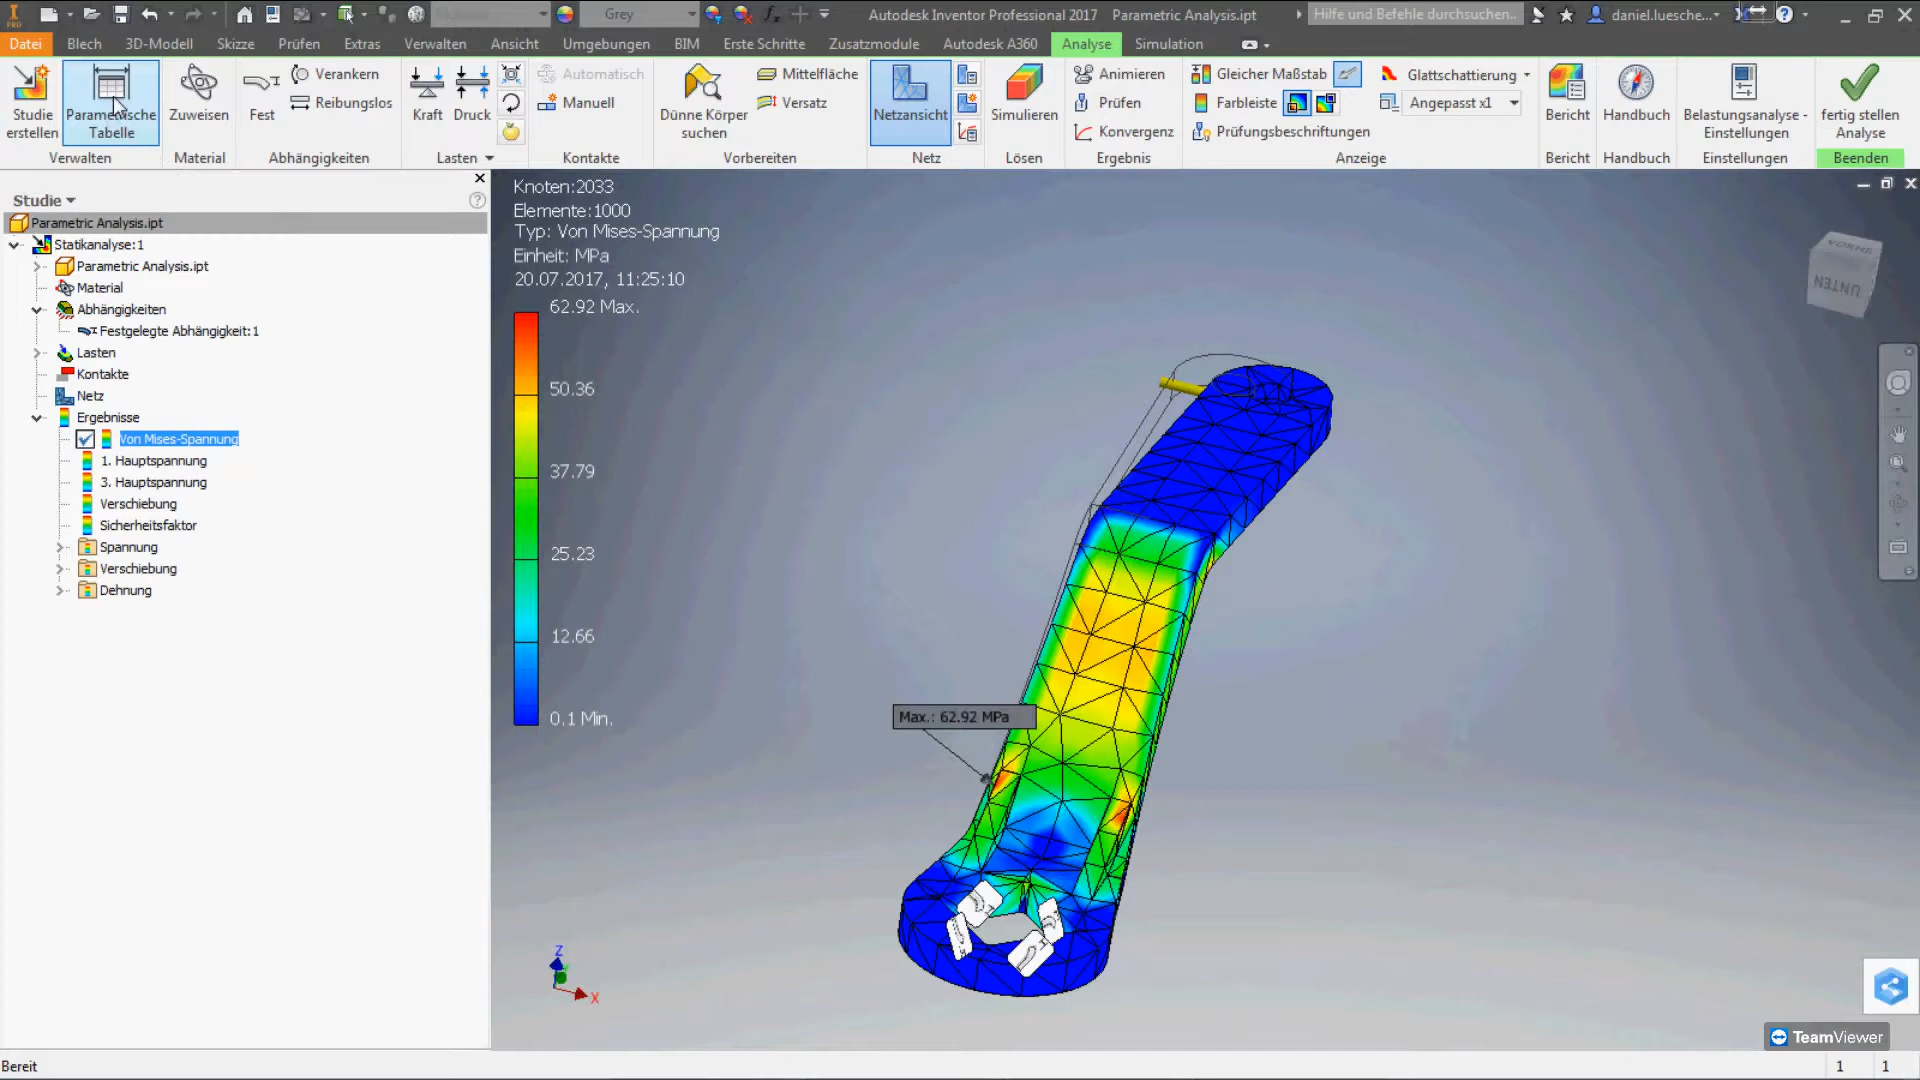 PRO
Grey
Autodesk Inventor Professional 2017 Parametric Analysis.ipt
Hilfe und Befehle durchsuchen...
daniel.luesche...
Datei Blech 3D-Modell Skizze Prüfen Extras Verwalten Ansicht Umgebungen BIM Erste Schritte Zusatzmodule Autodesk A360 Analyse Simulation
Studie erstellen
Parametrische Tabelle
Verwalten
Zuweisen
Material
Fest
Verankern
Reibungslos
Abhängigkeiten
Kraft
Druck
Lasten
Automatisch
Manuell
Kontakte
Dünne Körper suchen
Mittelfläche
Versatz
Vorbereiten
Netzansicht
Netz
Simulieren
Lösen
Animieren
Prüfen
Konvergenz
Ergebnis
Gleicher Maßstab
Farbleiste
Prüfungsbeschriftungen
Glattschattierung
Angepasst x1
Anzeige
Bericht
Bericht
Handbuch
Handbuch
Belastungsanalyse - Einstellungen
Einstellungen
fertig stellen Analyse
Beenden
Studie
Parametric Analysis.ipt
Statikanalyse:1
Parametric Analysis.ipt
Material
Abhängigkeiten
Festgelegte Abhängigkeit:1
Lasten
Kontakte
Netz
Ergebnisse
Von Mises-Spannung
1. Hauptspannung
3. Hauptspannung
Verschiebung
Sicherheitsfaktor
Spannung
Verschiebung
Dehnung
Knoten:2033
Elemente:1000
Typ: Von Mises-Spannung
Einheit: MPa
20.07.2017, 11:25:10
62.92 Max.
50.36
37.79
25.23
12.66
0.1 Min.
Max.: 62.92 MPa
VORNE
UNTEN
Z
X
TeamViewer
Bereit
1 1